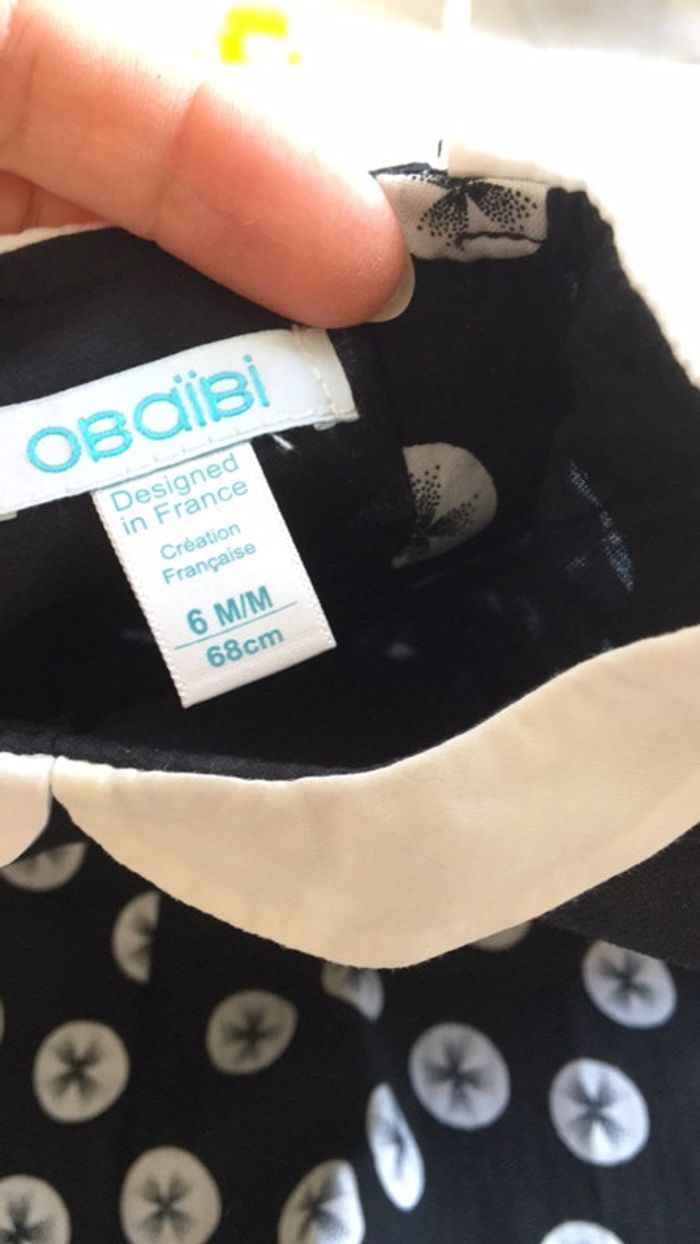 OBaïBi
Designed
in France
Création
Française
6 M/M
68cm